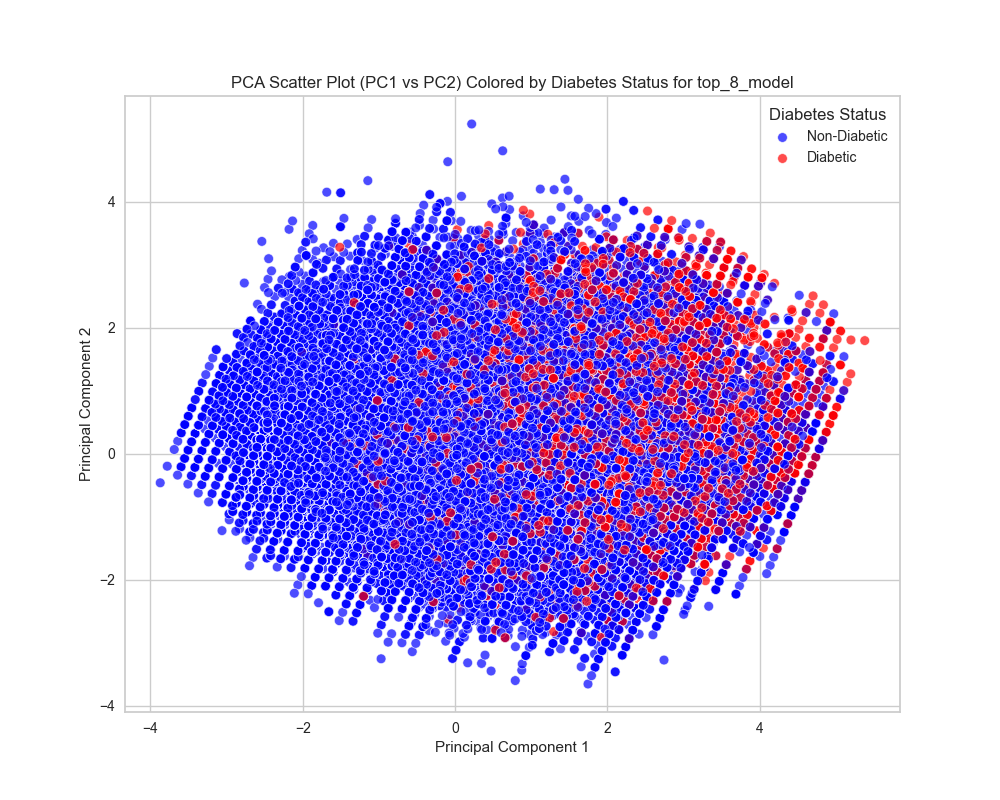 PCA Scatter Plot (PC1 vs PC2) Colored by Diabetes Status for top_8_model
Diabetes Status
Non-Diabetic
Diabetic
Principal Component 2
4
2
0
−2
−4
−4
−2
0
2
4
Principal Component 1